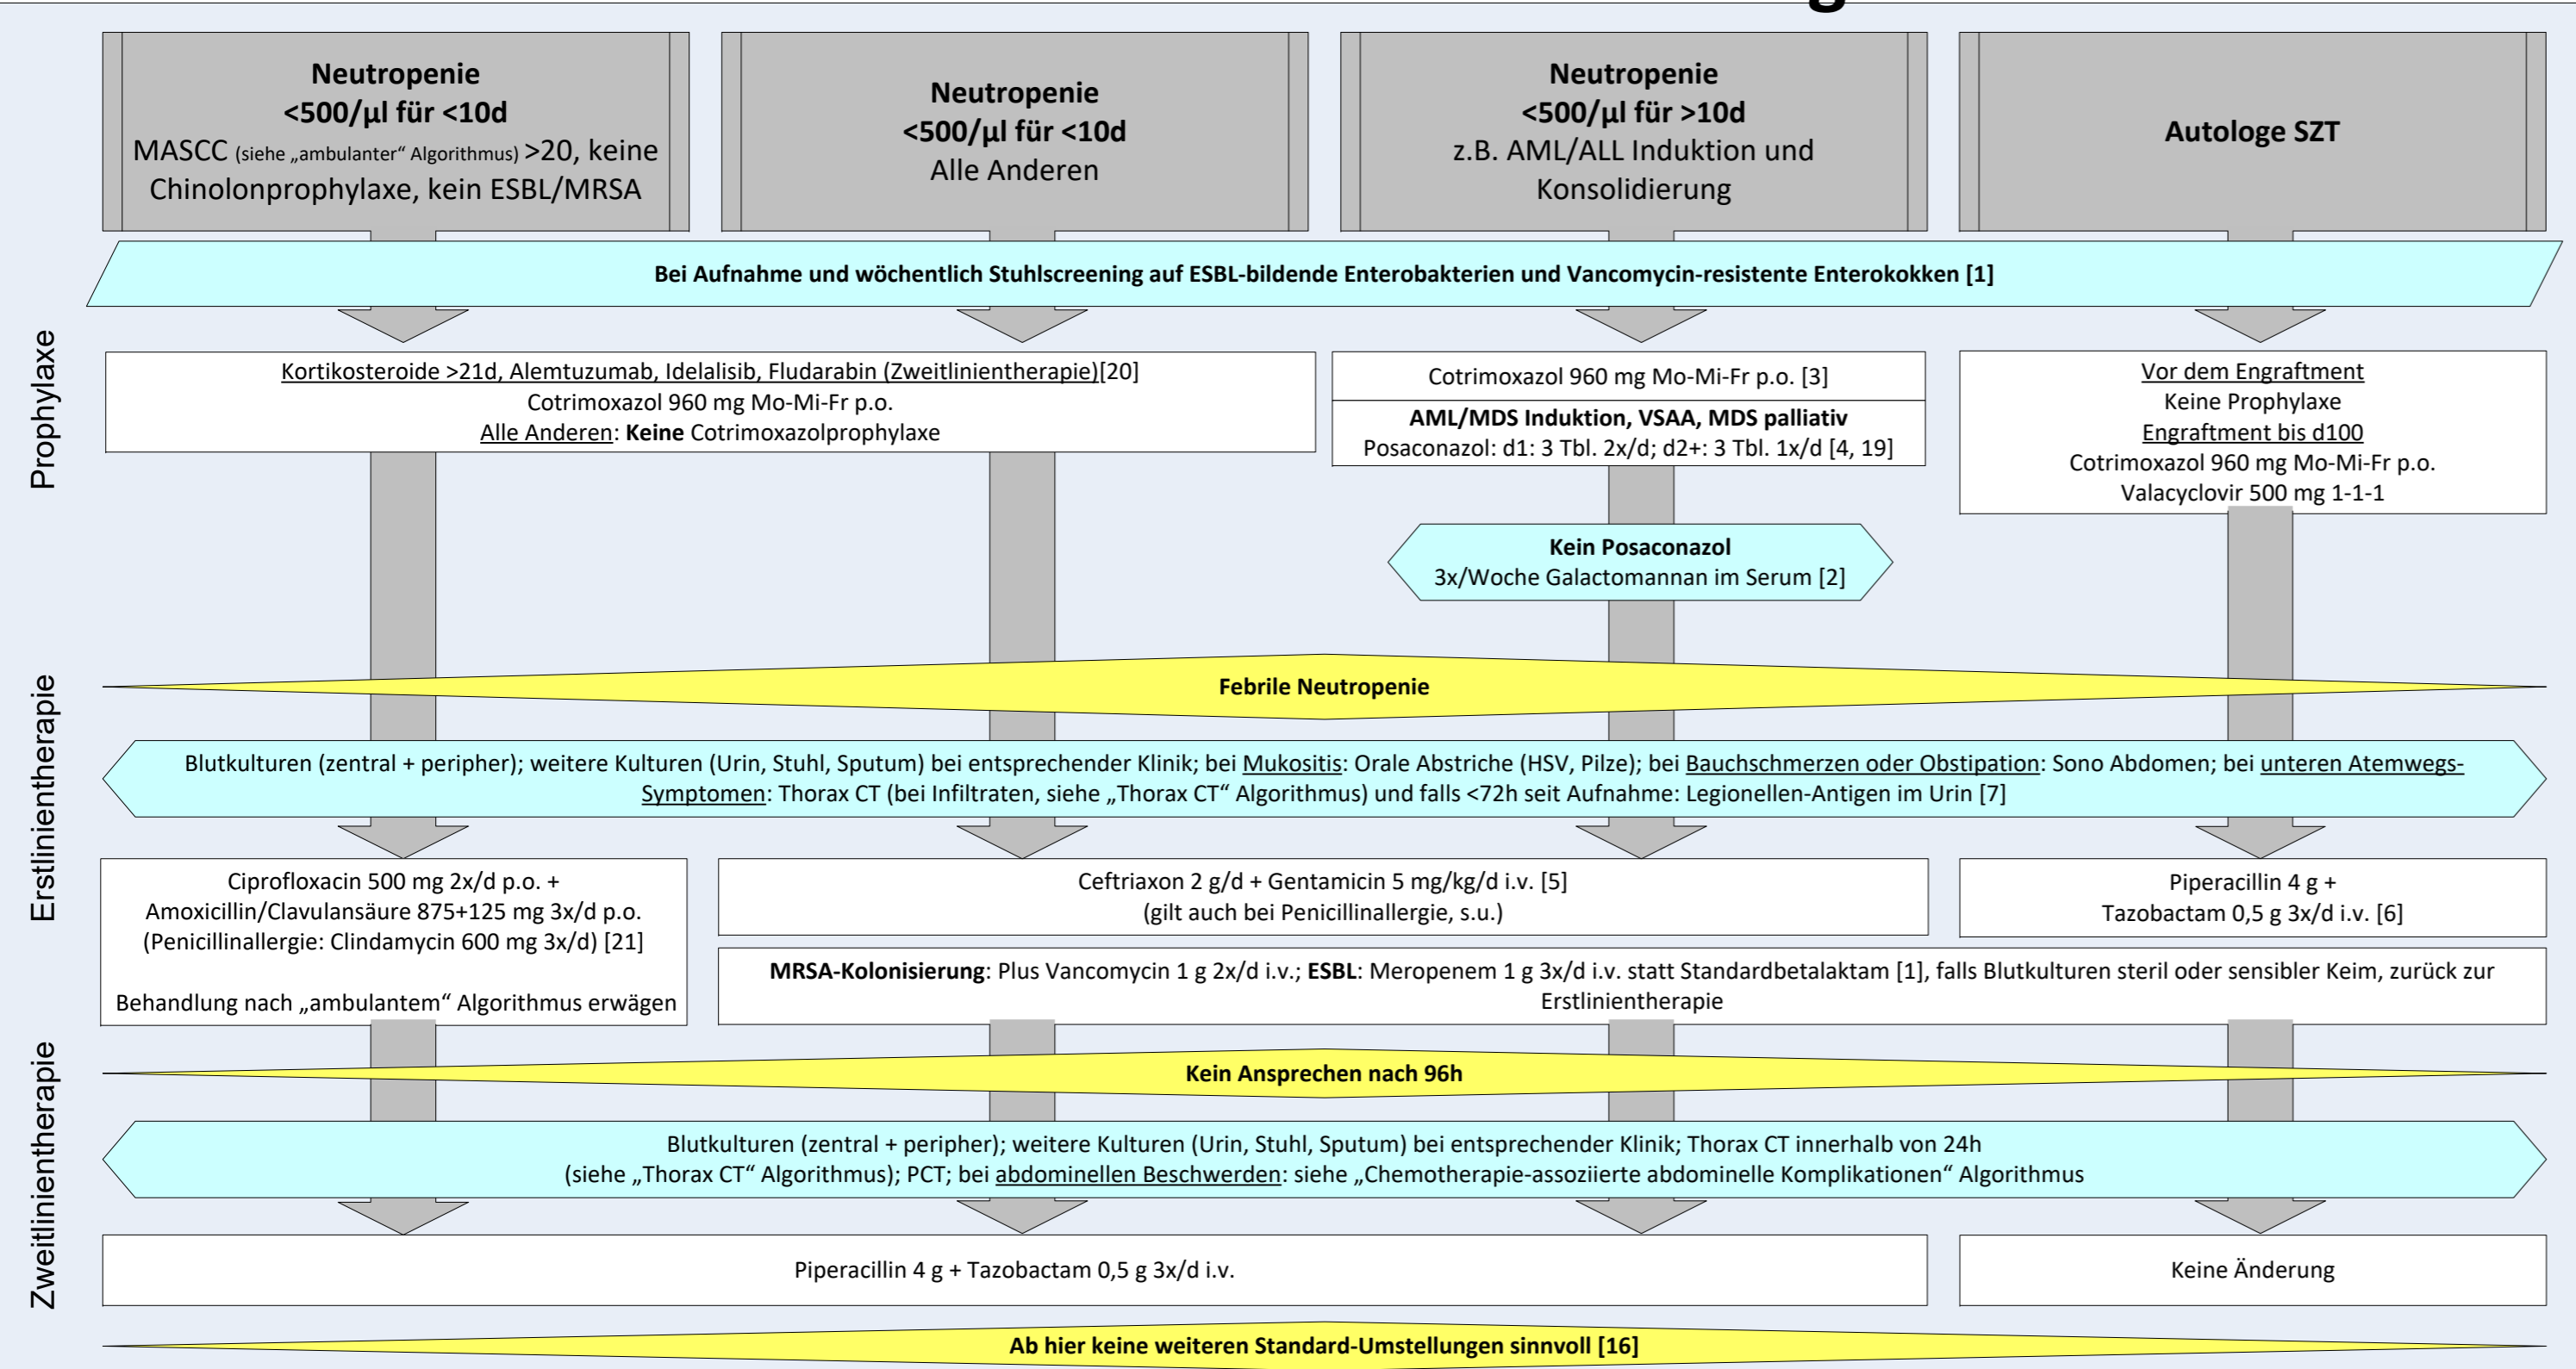 Neutropenie
<500/µl für <10d
MASCC (siehe „ambulanter“ Algorithmus) >20, keine
Chinolonprophylaxe, kein ESBL/MRSA
Neutropenie
<500/µl für <10d
Alle Anderen
Neutropenie
<500/µl für >10d
z.B. AML/ALL Induktion und
Konsolidierung
Autologe SZT
Bei Aufnahme und wöchentlich Stuhlscreening auf ESBL-bildende Enterobakterien und Vancomycin-resistente Enterokokken [1]
Prophylaxe
Kortikosteroide >21d, Alemtuzumab, Idelalisib, Fludarabin (Zweitlinientherapie)[20]
Cotrimoxazol 960 mg Mo-Mi-Fr p.o.
Alle Anderen: Keine Cotrimoxazolprophylaxe
Cotrimoxazol 960 mg Mo-Mi-Fr p.o. [3]
AML/MDS Induktion, VSAA, MDS palliativ
Posaconazol: d1: 3 Tbl. 2x/d; d2+: 3 Tbl. 1x/d [4, 19]
Vor dem Engraftment
Keine Prophylaxe
Engraftment bis d100
Cotrimoxazol 960 mg Mo-Mi-Fr p.o.
Valacyclovir 500 mg 1-1-1
Kein Posaconazol
3x/Woche Galactomannan im Serum [2]
Febrile Neutropenie
Erstlinientherapie
Blutkulturen (zentral + peripher); weitere Kulturen (Urin, Stuhl, Sputum) bei entsprechender Klinik; bei Mukositis: Orale Abstriche (HSV, Pilze); bei Bauchschmerzen oder Obstipation: Sono Abdomen; bei unteren Atemwegs-
Symptomen: Thorax CT (bei Infiltraten, siehe „Thorax CT“ Algorithmus) und falls <72h seit Aufnahme: Legionellen-Antigen im Urin [7]
Ciprofloxacin 500 mg 2x/d p.o. +
Amoxicillin/Clavulansäure 875+125 mg 3x/d p.o.
(Penicillinallergie: Clindamycin 600 mg 3x/d) [21]
Behandlung nach „ambulantem“ Algorithmus erwägen
Ceftriaxon 2 g/d + Gentamicin 5 mg/kg/d i.v. [5]
(gilt auch bei Penicillinallergie, s.u.)
Piperacillin 4 g +
Tazobactam 0,5 g 3x/d i.v. [6]
MRSA-Kolonisierung: Plus Vancomycin 1 g 2x/d i.v.; ESBL: Meropenem 1 g 3x/d i.v. statt Standardbetalaktam [1], falls Blutkulturen steril oder sensibler Keim, zurück zur
Erstlinientherapie
Kein Ansprechen nach 96h
Zweitlinientherapie
Blutkulturen (zentral + peripher); weitere Kulturen (Urin, Stuhl, Sputum) bei entsprechender Klinik; Thorax CT innerhalb von 24h
(siehe „Thorax CT“ Algorithmus); PCT; bei abdominellen Beschwerden: siehe „Chemotherapie-assoziierte abdominelle Komplikationen“ Algorithmus
Piperacillin 4 g + Tazobactam 0,5 g 3x/d i.v.
Keine Änderung
Ab hier keine weiteren Standard-Umstellungen sinnvoll [16]